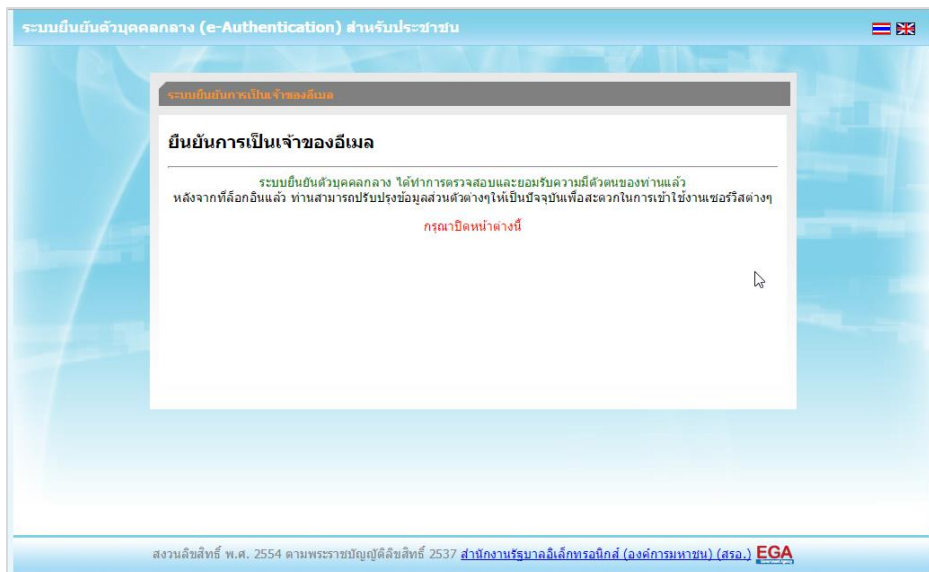 ระบบยืนยันตัวบุคคลกลาง (e-Authentication) สำหรับประชาชน
ระบบยืนยันการเป็นเจ้าของอีเมล
ยืนยันการเป็นเจ้าของอีเมล
ระบบยืนยันตัวบุคคลกลาง ได้ทำการตรวจสอบและยอมรับความมีตัวตนของท่านแล้ว
หลังจากที่ล็อกอินแล้ว ท่านสามารถปรับปรุงข้อมูลส่วนตัวต่างๆให้เป็นปัจจุบันเพื่อสะดวกในการเข้าใช้งานเซอร์วิสต่างๆ
กรุณาปิดหน้าต่างนี้
สงวนลิขสิทธิ์ พ.ศ. 2554 ตามพระราชบัญญัติลิขสิทธิ์ 2537 สำนักงานรัฐบาลอิเล็กทรอนิกส์ (องค์การมหาชน) (สรอ.) EGA